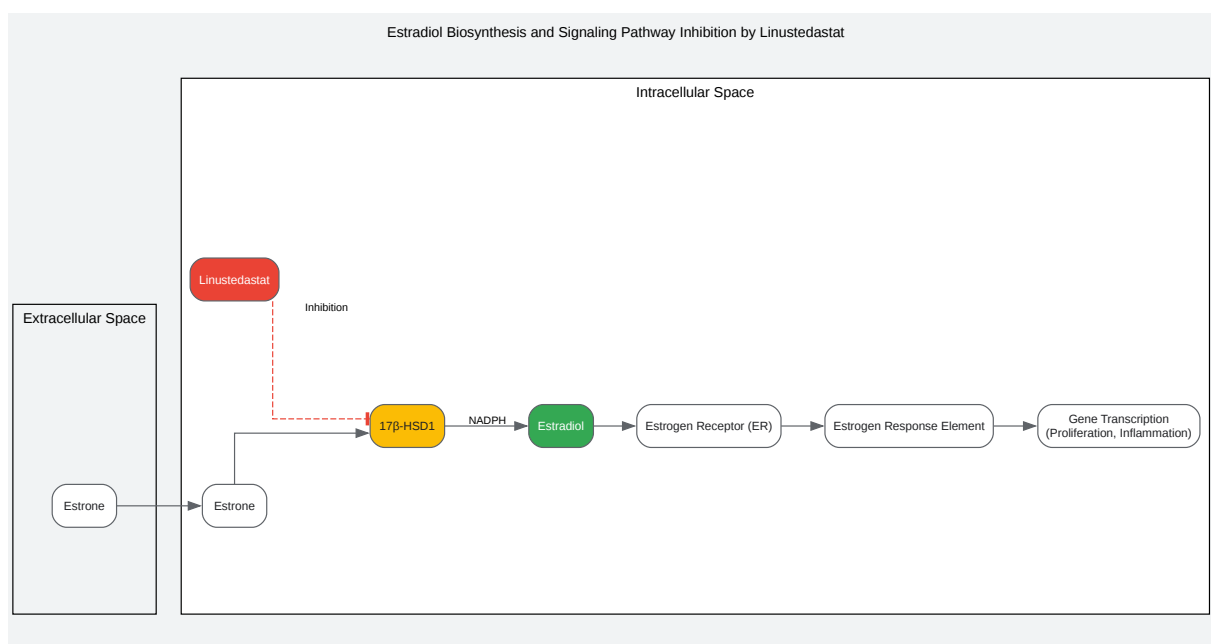 Estradiol Biosynthesis and Signaling Pathway Inhibition by Linustedastat
Intracellular Space
Linustedastat
Inhibition
Extracellular Space
17β-HSD1
NADPH
Estradiol
Estrogen Receptor (ER)
Estrogen Response Element
Gene Transcription
(Proliferation, Inflammation)
Estrone
Estrone